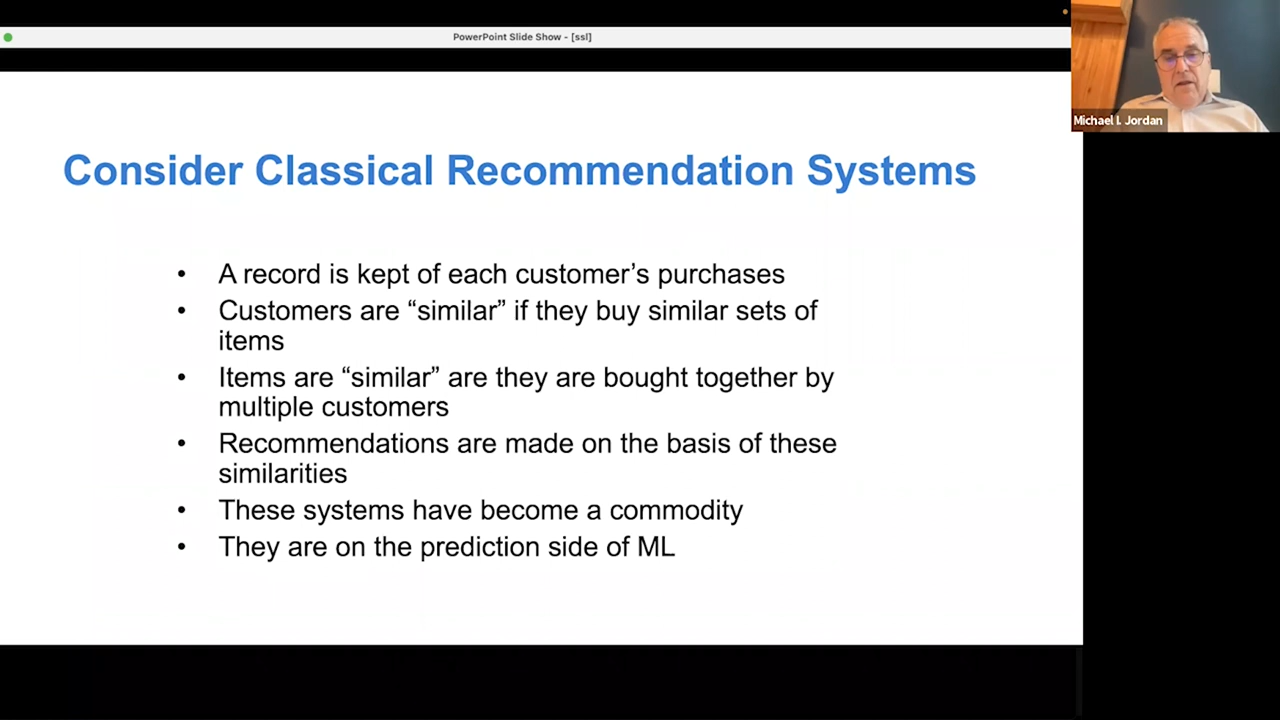 PowerPoint Slide Show - [ssl]
Michael I. Jordan
Consider Classical Recommendation Systems
• A record is kept of each customer’s purchases
• Customers are “similar” if they buy similar sets of
items
• Items are “similar” are they are bought together by
multiple customers
• Recommendations are made on the basis of these
similarities
• These systems have become a commodity
• They are on the prediction side of ML